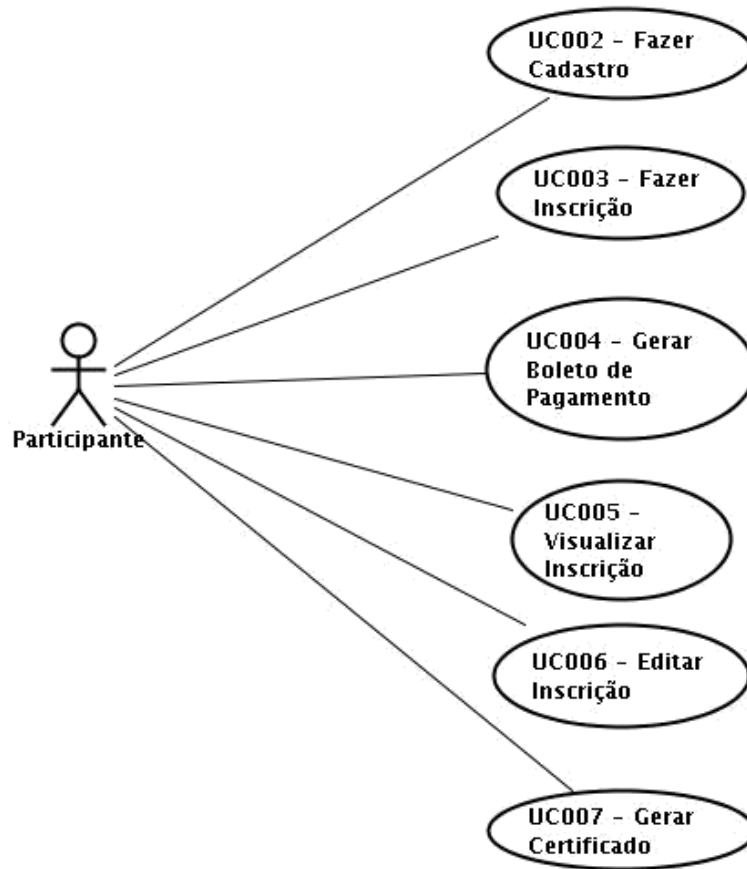 UC002 - Fazer
Cadastro
UC003 - Fazer
Inscrição
UC004 - Gerar
Boleto de
Pagamento
Participante
UC005 -
Visualizar
Inscrição
UC006 - Editar
Inscrição
UC007 - Gerar
Certificado